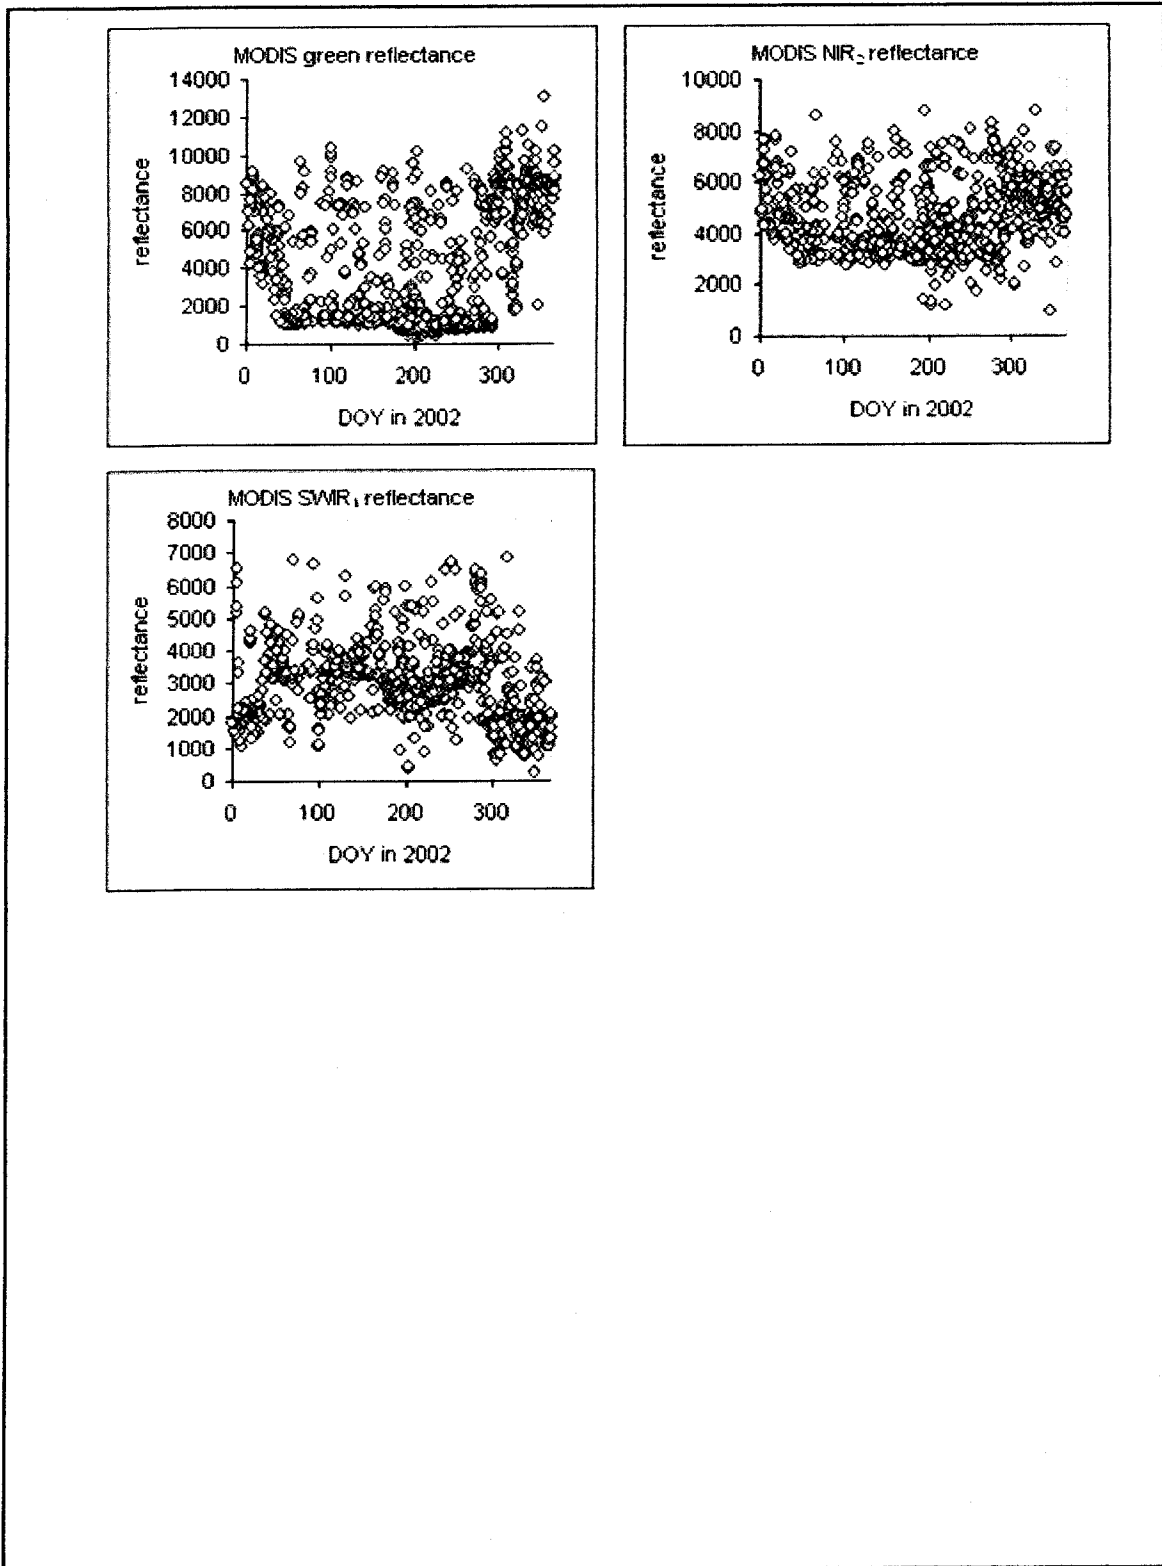 MODIS green reflectance
14000
12000
10000
8000
6000
4000
2000
0
reflectance
0 100 200 300
DOY in 2002
MODIS NIR₂ reflectance
10000
8000
6000
4000
2000
0
reflectance
0 100 200 300
DOY in 2002
MODIS SWIR₁ reflectance
8000
7000
6000
5000
4000
3000
2000
1000
0
reflectance
0 100 200 300
DOY in 2002